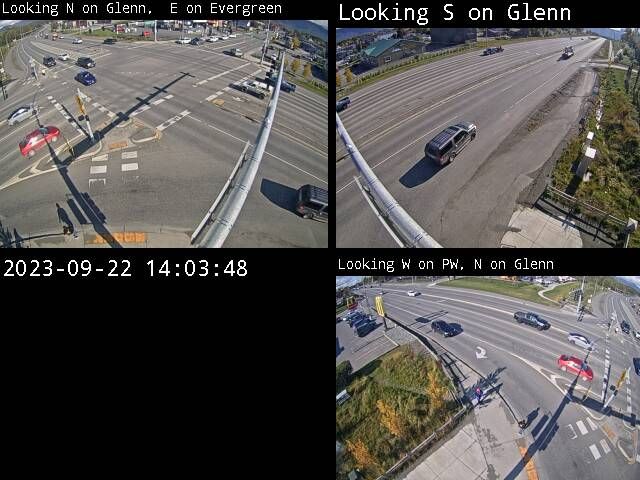 Looking N on Glenn,  E on Evergreen
Looking S on Glenn
2023-09-22 14:03:48
Looking W on PW, N on Glenn